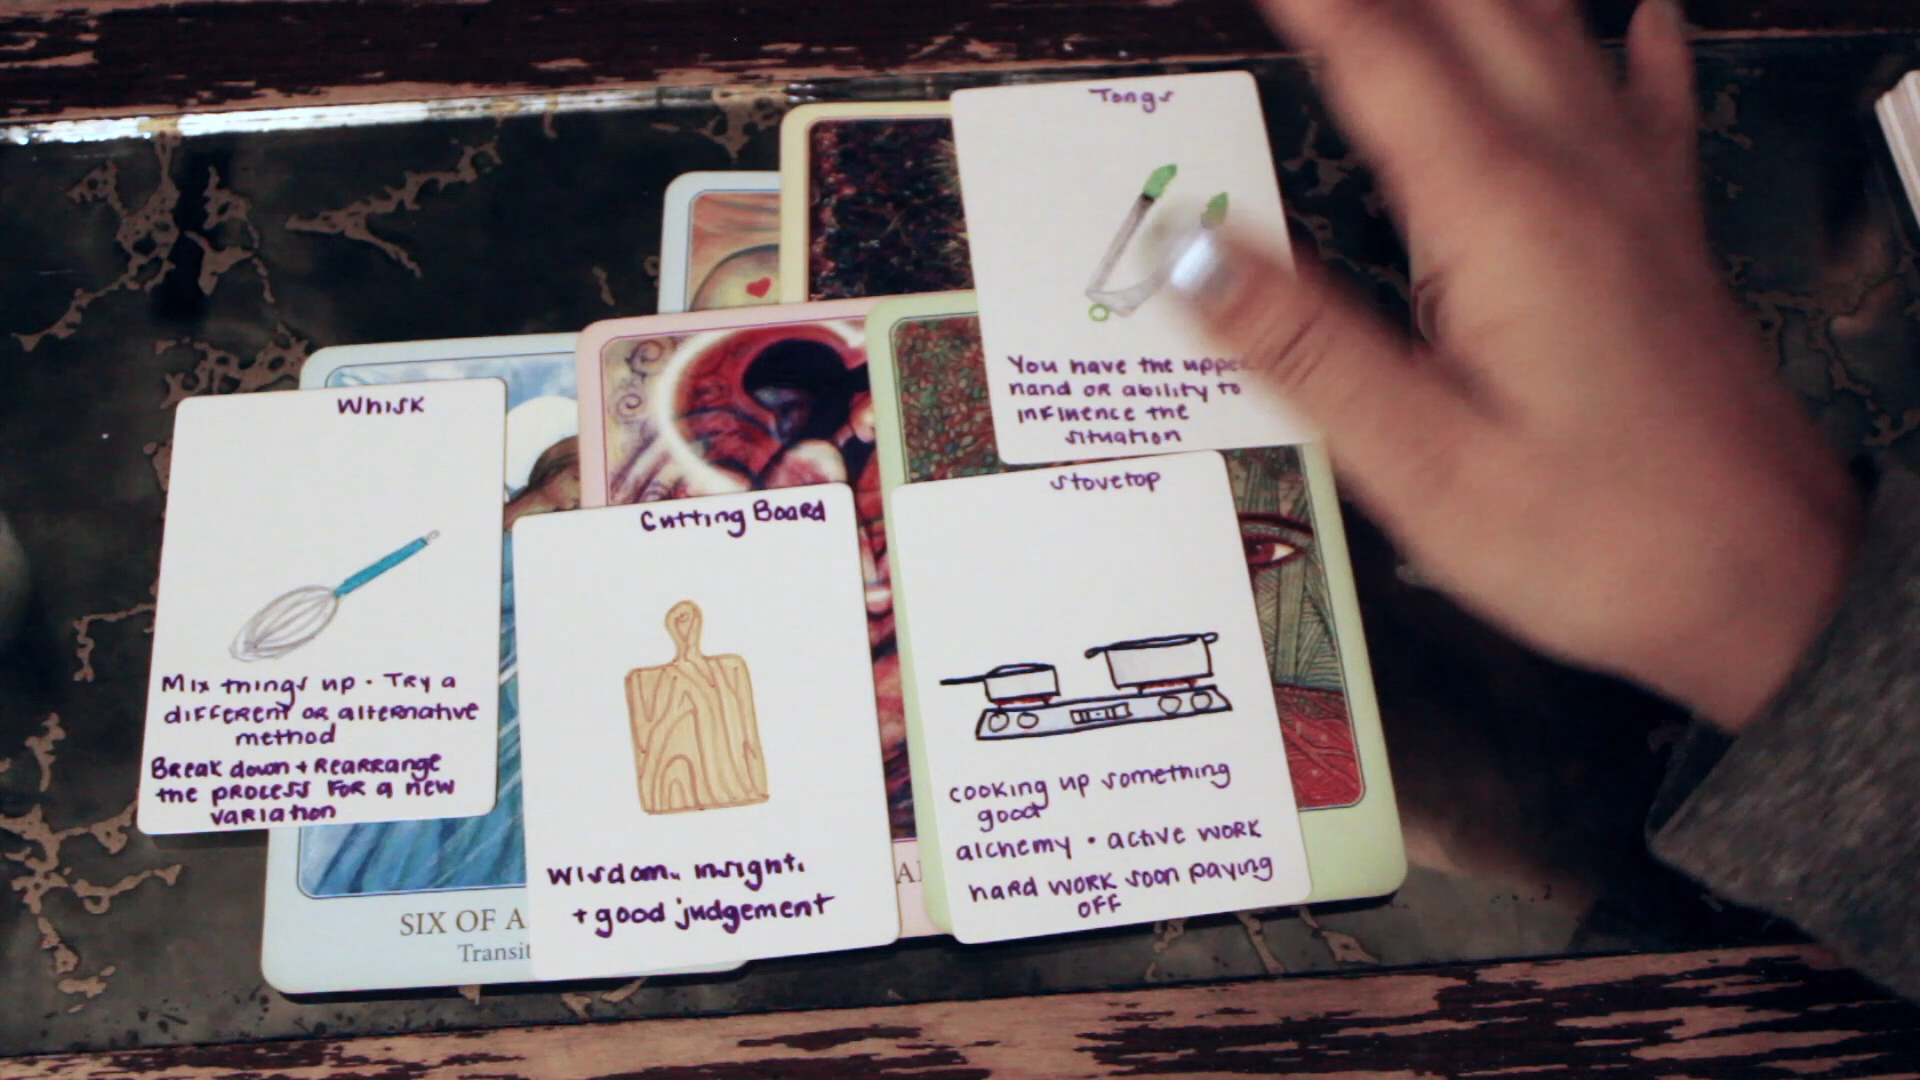 Tongs
You have the upper
hand or ability to
influence the
situation
Whisk
Mix things up · Try a
different or alternative
method
Break down + Rearrange
the process for a new
variation
Cutting Board
Wisdom, insight,
+ good judgement
Stovetop
cooking up something
good
alchemy · active work
hard work soon paying
off
SIX OF A
Transit